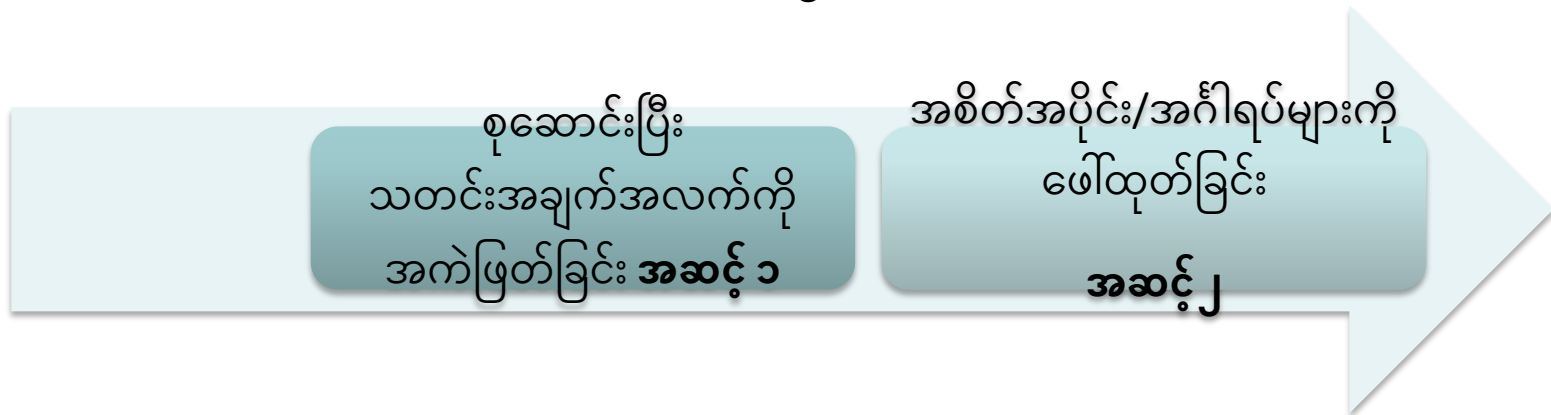 စုဆောင်းပြီး
သတင်းအချက်အလက်ကို
အကဲဖြတ်ခြင်း အဆင့် ၁
အစိတ်အပိုင်း/အင်္ဂါရပ်များကို
ဖေါ်ထုတ်ခြင်း
အဆင့်၂